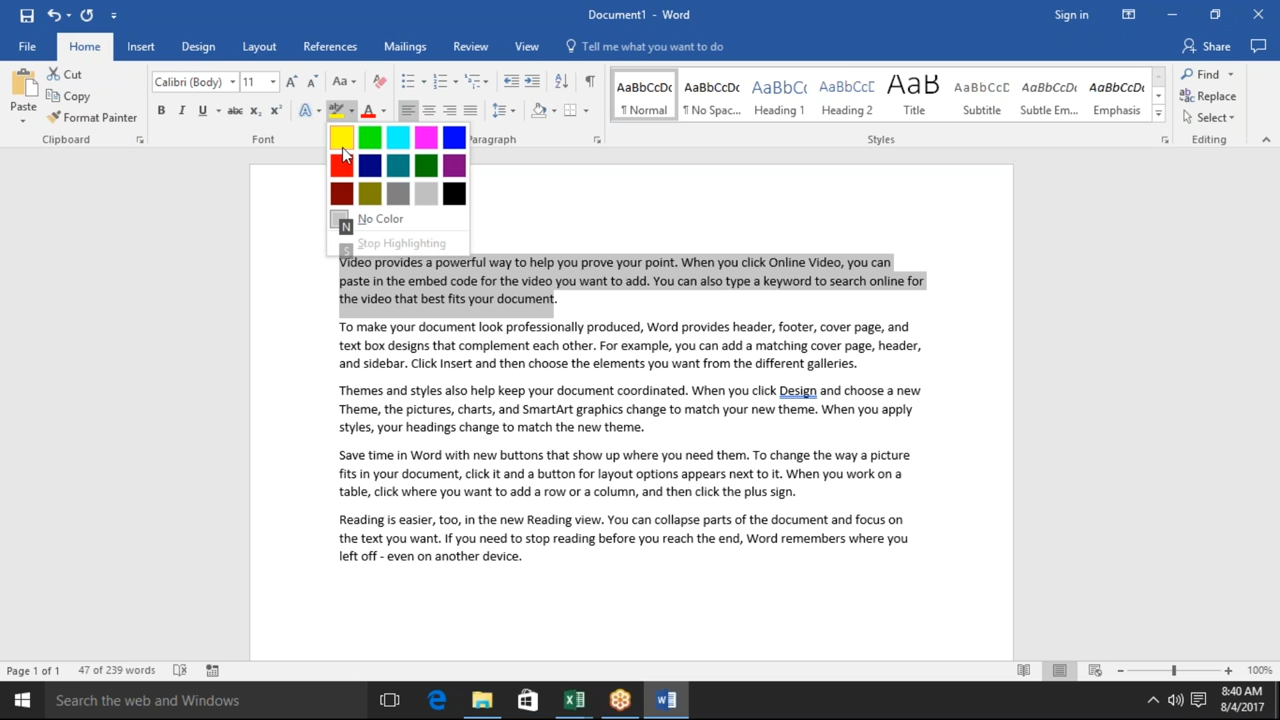 Document1 - Word
Sign in
File Home Insert Design Layout References Mailings Review View Tell me what you want to do Share
Paste
Cut
Copy
Format Painter
Clipboard
Calibri (Body) 11
Font
Paragraph
AaBbCcDc AaBbCcDc AaBbCc AaBbCcD AaB AaBbCcD AaBbCcDc AaBbCcDc
¶ Normal ¶ No Spac... Heading 1 Heading 2 Title Subtitle Subtle Em... Emphasis
Styles
Find
Replace
Select
Editing
No Color
N
Stop Highlighting
S
Video provides a powerful way to help you prove your point. When you click Online Video, you can
paste in the embed code for the video you want to add. You can also type a keyword to search online for
the video that best fits your document.
To make your document look professionally produced, Word provides header, footer, cover page, and
text box designs that complement each other. For example, you can add a matching cover page, header,
and sidebar. Click Insert and then choose the elements you want from the different galleries.
Themes and styles also help keep your document coordinated. When you click Design and choose a new
Theme, the pictures, charts, and SmartArt graphics change to match your new theme. When you apply
styles, your headings change to match the new theme.
Save time in Word with new buttons that show up where you need them. To change the way a picture
fits in your document, click it and a button for layout options appears next to it. When you work on a
table, click where you want to add a row or a column, and then click the plus sign.
Reading is easier, too, in the new Reading view. You can collapse parts of the document and focus on
the text you want. If you need to stop reading before you reach the end, Word remembers where you
left off - even on another device.
Page 1 of 1 47 of 239 words 100%
Search the web and Windows
8:40 AM
8/4/2017